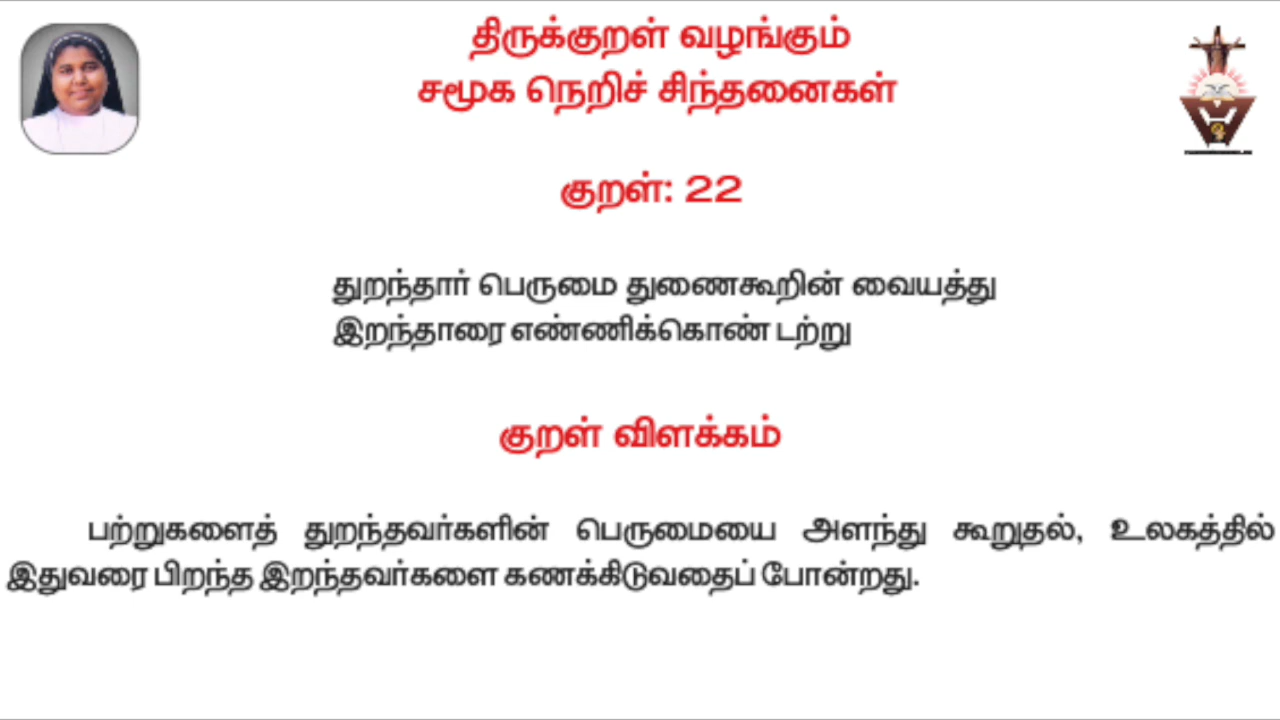 திருக்குறள் வழங்கும்
சமூக நெறிச் சிந்தனைகள்
குறள்: 22
துறந்தார் பெருமை துணைகூறின் வையத்து
இறந்தாரை எண்ணிக்கொண் டற்று
குறள் விளக்கம்
பற்றுகளைத் துறந்தவர்களின் பெருமையை அளந்து கூறுதல், உலகத்தில்
இதுவரை பிறந்த இறந்தவர்களை கணக்கிடுவதைப் போன்றது.